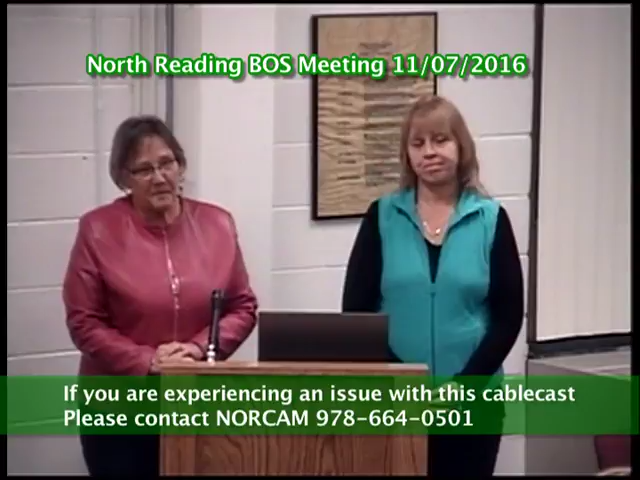 North Reading BOS Meeting 11/07/2016
If you are experiencing an issue with this cablecast
Please contact NORCAM 978-664-0501